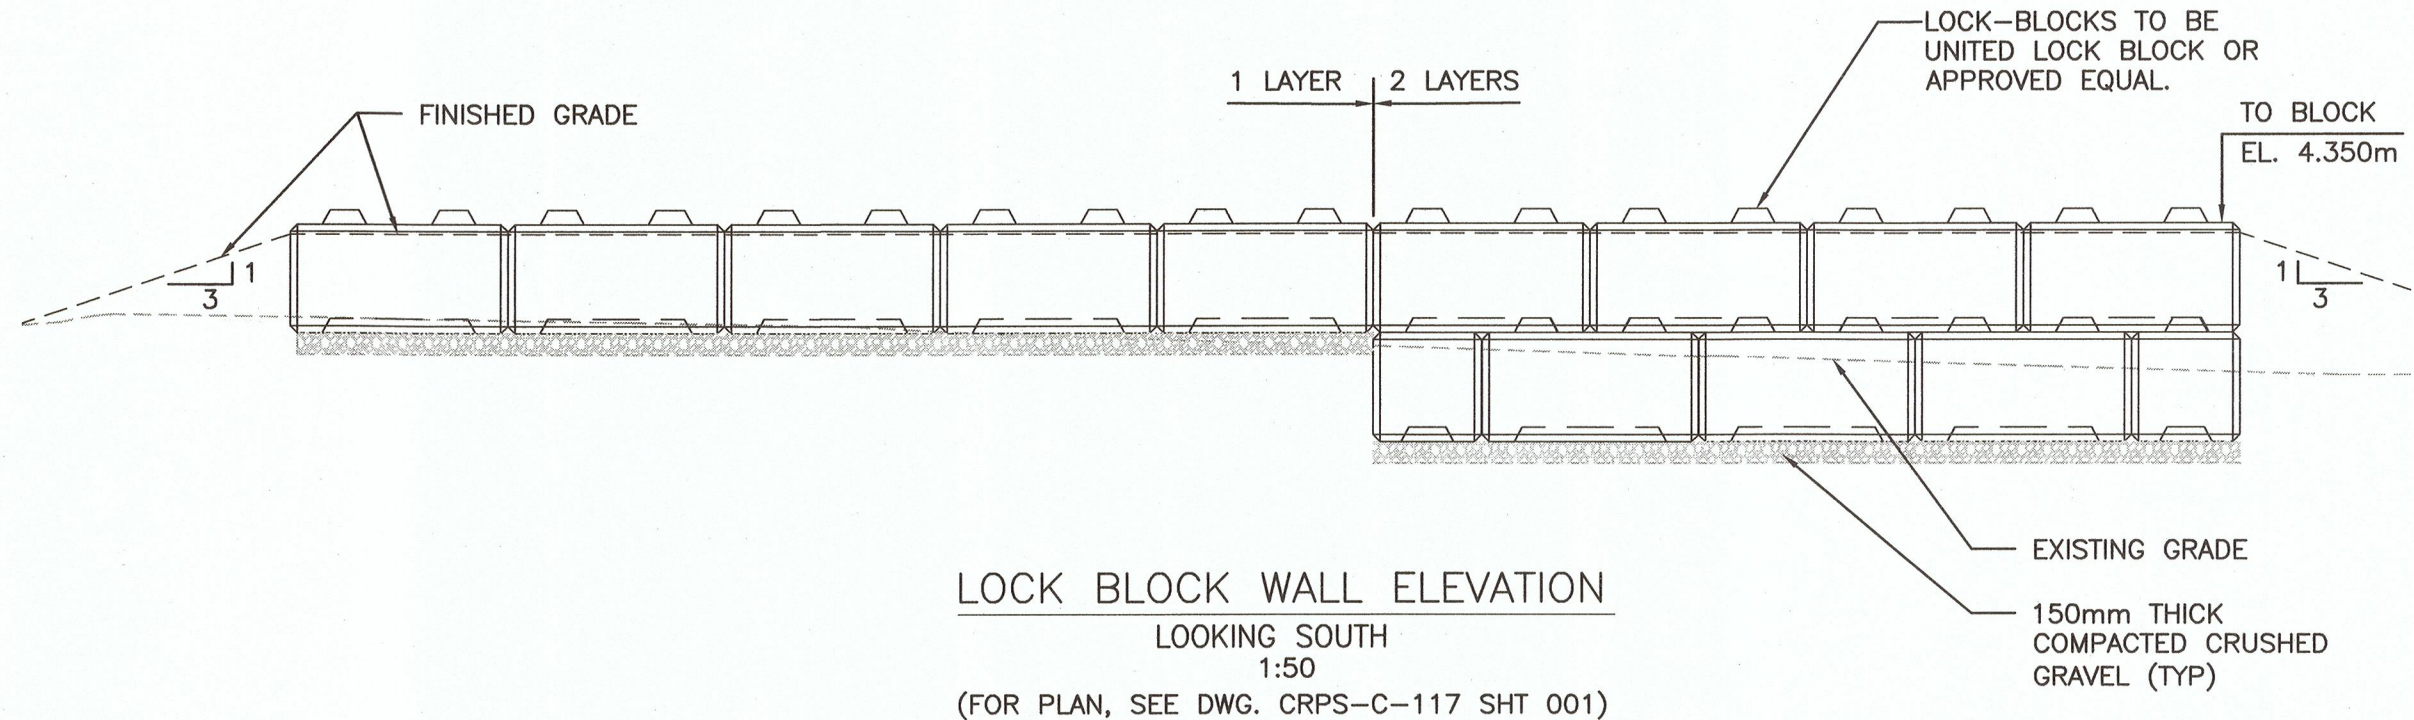 LOCK-BLOCKS TO BE
UNITED LOCK BLOCK OR
APPROVED EQUAL.
1 LAYER
2 LAYERS
FINISHED GRADE
TO BLOCK
EL. 4.350m
1
3
1
3
EXISTING GRADE
150mm THICK
COMPACTED CRUSHED
GRAVEL (TYP)
LOCK BLOCK WALL ELEVATION
LOOKING SOUTH
1:50
(FOR PLAN, SEE DWG. CRPS-C-117 SHT 001)